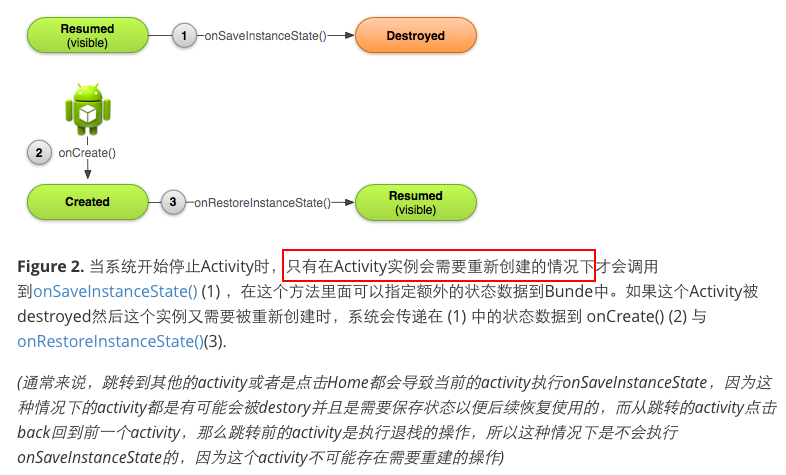 Resumed
(visible)
1
onSaveInstanceState()
Destroyed
2
onCreate()
Created
3
onRestoreInstanceState()
Resumed
(visible)
Figure 2. 当系统开始停止Activity时，只有在Activity实例会需要重新创建的情况下才会调用
到onSaveInstanceState() (1) ，在这个方法里面可以指定额外的状态数据到Bunde中。如果这个Activity被
destroyed然后这个实例又需要被重新创建时，系统会传递在 (1) 中的状态数据到 onCreate() (2) 与
onRestoreInstanceState()(3).
(通常来说，跳转到其他的activity或者是点击Home都会导致当前的activity执行onSaveInstanceState，因为这
种情况下的activity都是有可能会被destory并且是需要保存状态以便后续恢复使用的，而从跳转的activity点击
back回到前一个activity，那么跳转前的activity是执行退栈的操作，所以这种情况下是不会执行
onSaveInstanceState的，因为这个activity不可能存在需要重建的操作)